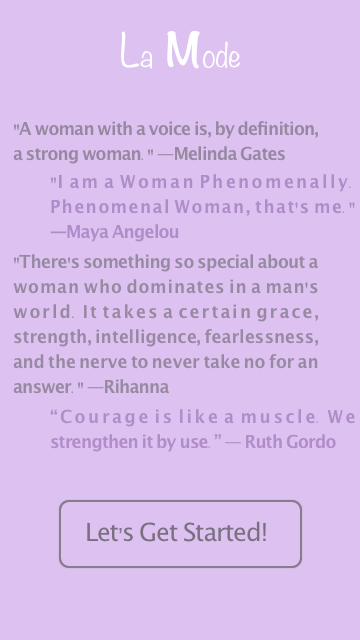 La Mode
"A woman with a voice is, by definition,
a strong woman. " —Melinda Gates
"I am a Woman Phenomenally.
Phenomenal Woman, that's me. "
—Maya Angelou
"There's something so special about a
woman who dominates in a man's
world. It takes a certain grace,
strength, intelligence, fearlessness,
and the nerve to never take no for an
answer. " —Rihanna
“Courage is like a muscle. We
strengthen it by use. ” — Ruth Gordo
Let's Get Started!